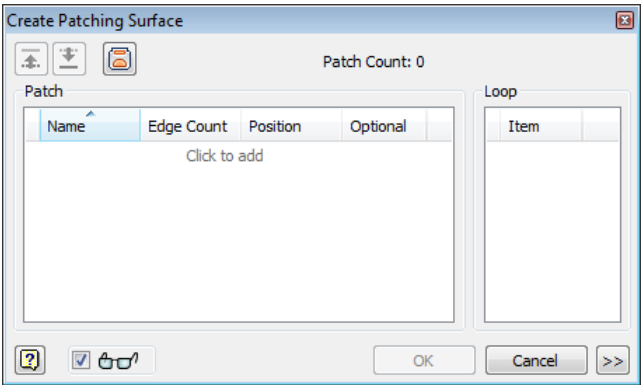 Create Patching Surface
Patch Count: 0
Patch
Loop
Name Edge Count Position Optional
Item
Click to add
OK Cancel >>